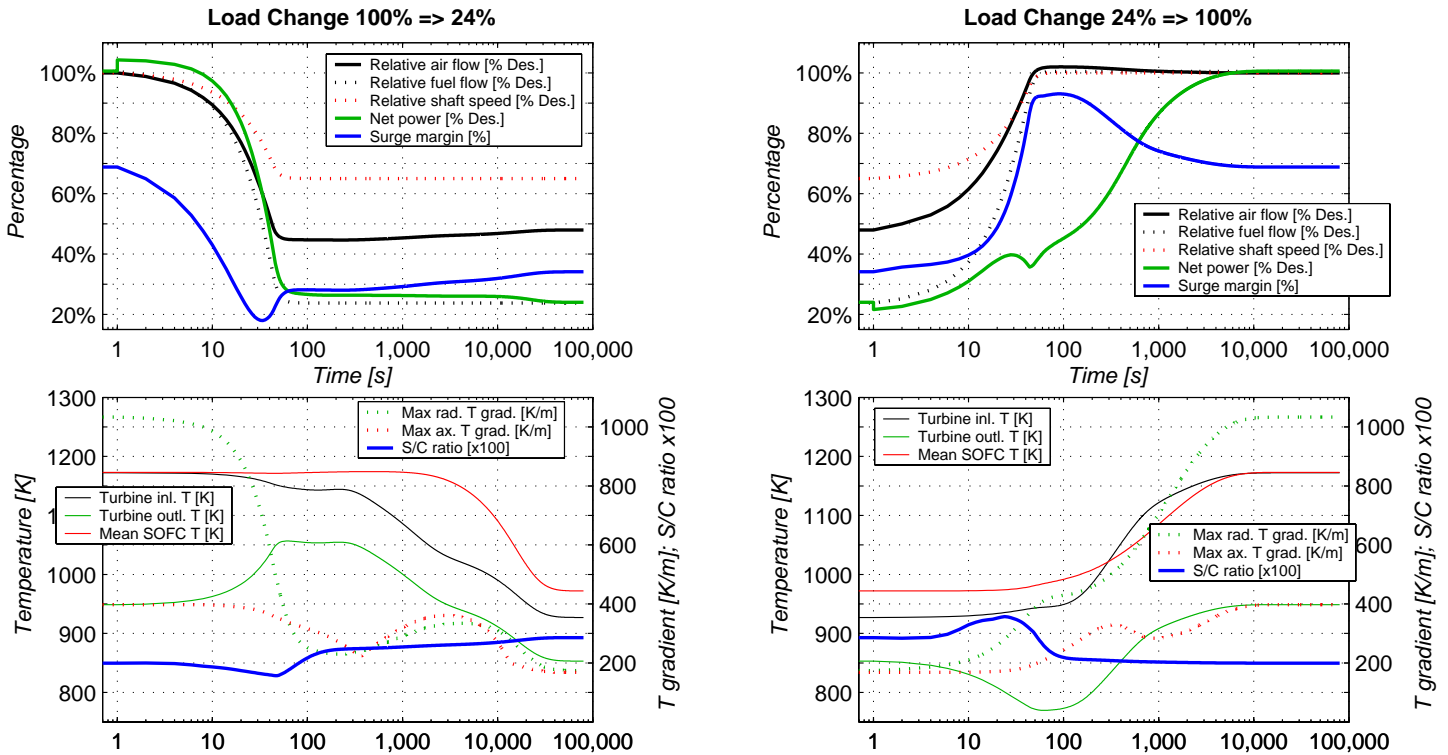 Load Change 100% => 24%
Percentage
100%
80%
60%
40%
20%
Relative air flow [% Des.]
Relative fuel flow [% Des.]
Relative shaft speed [% Des.]
Net power [% Des.]
Surge margin [%]
1 10 100 1,000 10,000 100,000
Time [s]
Load Change 24% => 100%
Percentage
100%
80%
60%
40%
20%
Relative air flow [% Des.]
Relative fuel flow [% Des.]
Relative shaft speed [% Des.]
Net power [% Des.]
Surge margin [%]
1 10 100 1,000 10,000 100,000
Time [s]
Temperature [K]
1300
1200
1000
900
800
Max rad. T grad. [K/m]
Max ax. T grad. [K/m]
S/C ratio [x100]
Turbine inl. T [K]
Turbine outl. T [K]
Mean SOFC T [K]
1000
800
600
400
200
T gradient [K/m]; S/C ratio x100
1 10 100 1,000 10,000 100,000
Temperature [K]
1300
1200
1100
1000
900
800
Turbine inl. T [K]
Turbine outl. T [K]
Mean SOFC T [K]
Max rad. T grad. [K/m]
Max ax. T grad. [K/m]
S/C ratio [x100]
1000
800
400
200
T gradient [K/m]; S/C ratio x100
1 10 100 1,000 10,000 100,000